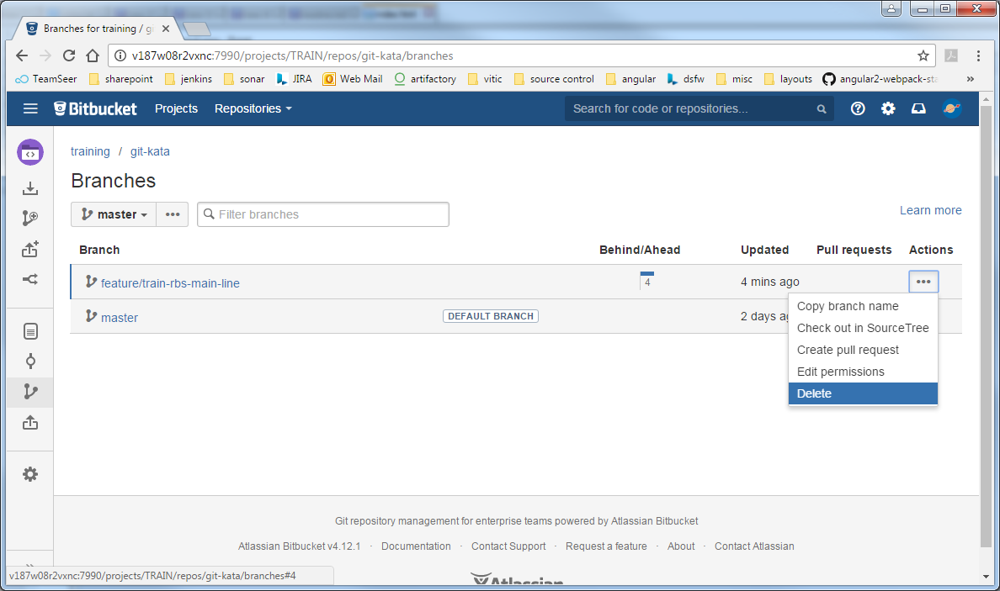 Branches for training / gi
v187w08r2vxnc:7990/projects/TRAIN/repos/git-kata/branches
TeamSeer sharepoint jenkins sonar JIRA Web Mail artifactory vitic source control angular dsfw misc layouts angular2-webpack-sta »
Bitbucket Projects Repositories Search for code or repositories...
training / git-kata
Branches
master ••• Filter branches Learn more
Branch Behind/Ahead Updated Pull requests Actions
feature/train-rbs-main-line 4 4 mins ago •••
master DEFAULT BRANCH 2 days ag
Copy branch name
Check out in SourceTree
Create pull request
Edit permissions
Delete
Git repository management for enterprise teams powered by Atlassian Bitbucket
Atlassian Bitbucket v4.12.1 · Documentation · Contact Support · Request a feature · About · Contact Atlassian
v187w08r2vxnc:7990/projects/TRAIN/repos/git-kata/branches#4
Atlassian